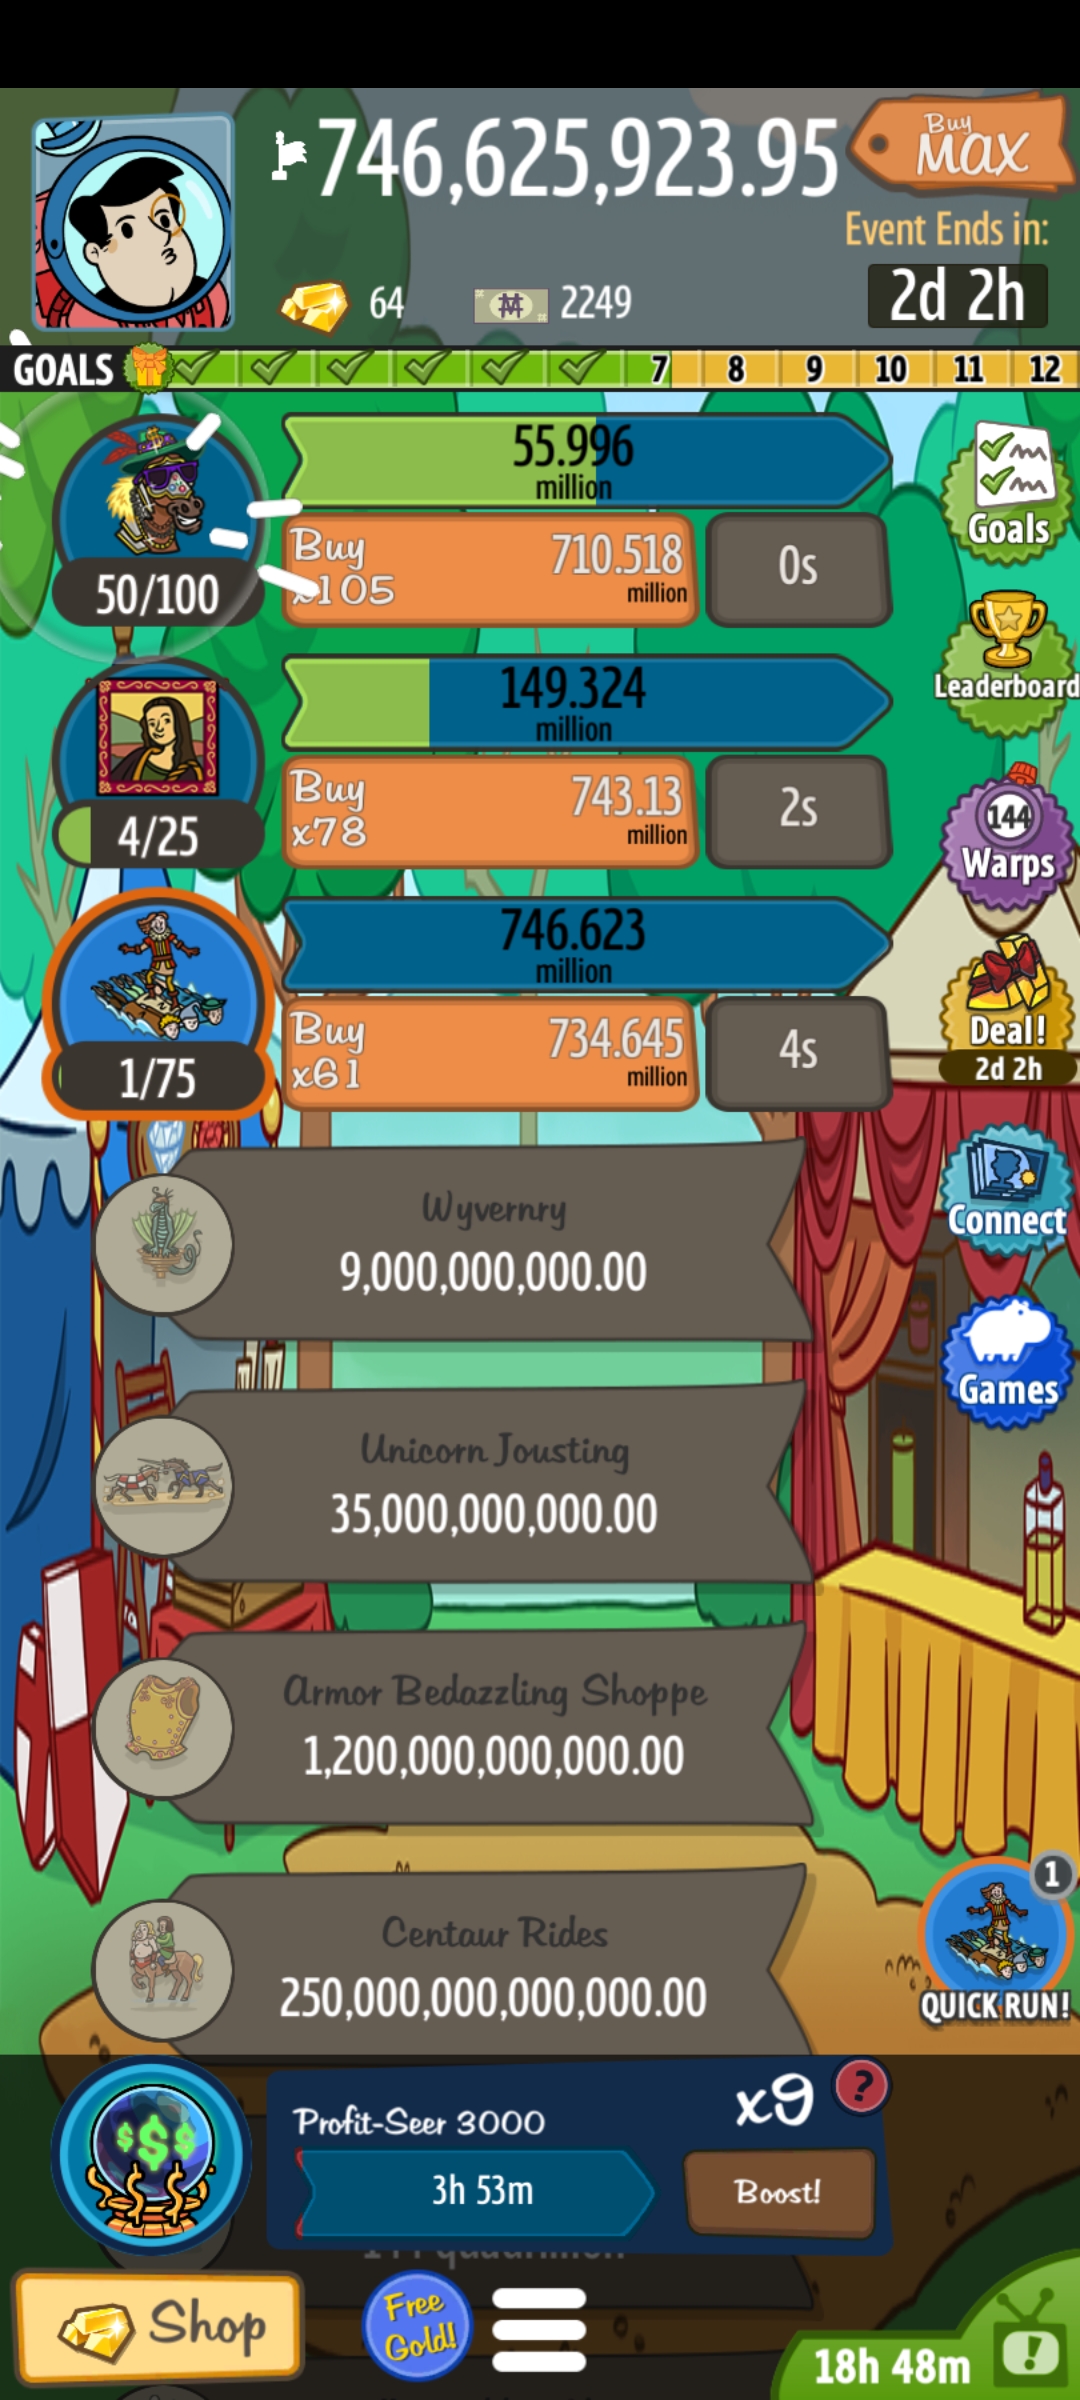 746,625,923.95
Buy
MAX
Event Ends in:
2d 2h
64
2249
GOALS
7
8
9
10
11
12
55.996
million
Buy
x105
710.518
million
0s
50/100
Goals
Leaderboard
149.324
million
Buy
x78
743.13
million
2s
4/25
144
Warps
746.623
million
Buy
x61
734.645
million
4s
1/75
Deal!
2d 2h
Wyvernry
9,000,000,000.00
Connect
Unicorn Jousting
35,000,000,000.00
Games
Armor Bedazzling Shoppe
1,200,000,000,000.00
Centaur Rides
250,000,000,000,000.00
1
QUICK RUN!
$$$
Profit-Seer 3000
x9
?
3h 53m
Boost!
Shop
Free
Gold!
18h 48m
!